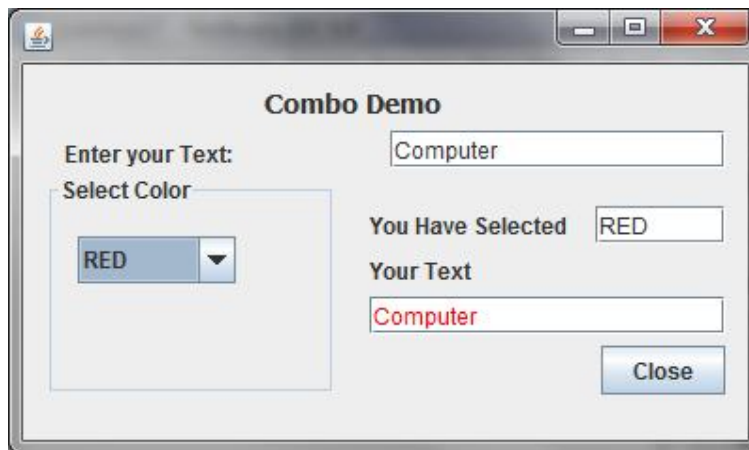 Combo Demo
Enter your Text: Computer
Select Color
RED
You Have Selected RED
Your Text
Computer
Close